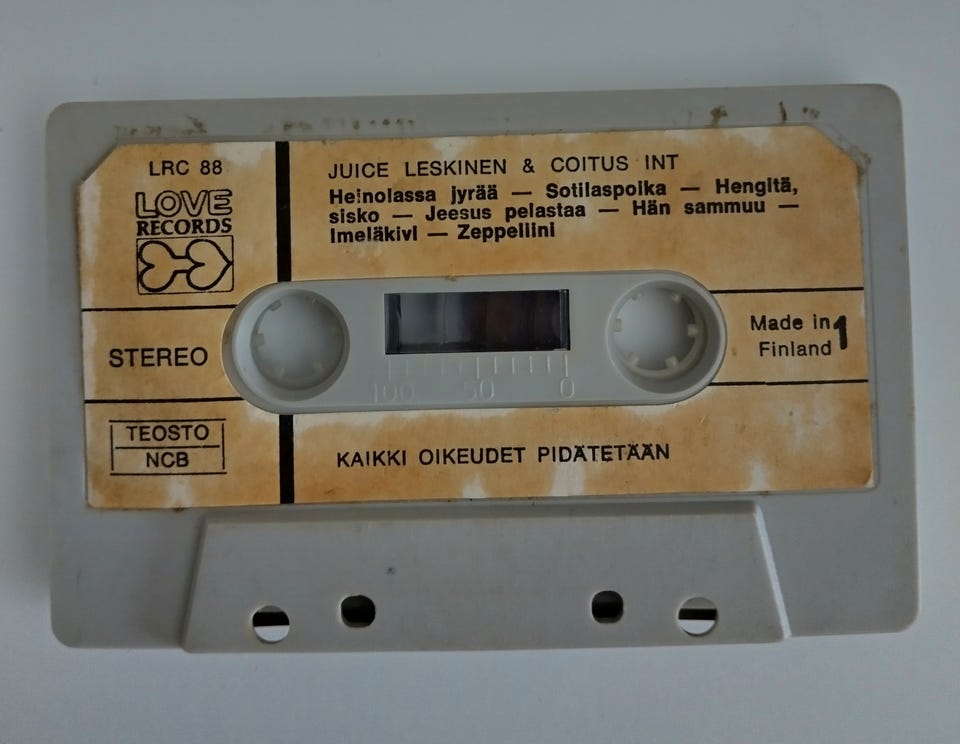 LRC 88
LOVE
RECORDS
JUICE LESKINEN & COITUS INT
Heinolassa jyrää — Sotilaspoika — Hengitä,
sisko — Jeesus pelastaa — Hän sammuu —
Imeläkivi — Zeppeliini
STEREO
100 50 0
Made in
Finland
1
TEOSTO
NCB
KAIKKI OIKEUDET PIDÄTETÄÄN